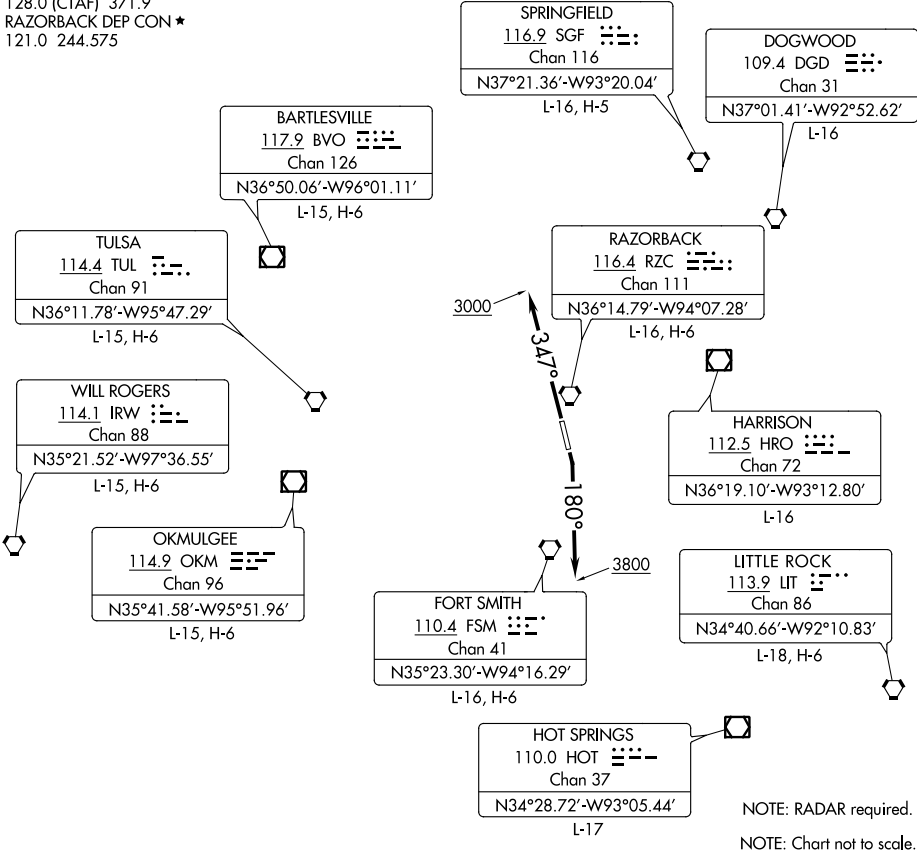 128.0 (CTAF) 371.9
RAZORBACK DEP CON ★
121.0 244.575
SPRINGFIELD
116.9 SGF
Chan 116
N37°21.36'-W93°20.04'
L-16, H-5
DOGWOOD
109.4 DGD
Chan 31
N37°01.41'-W92°52.62'
L-16
BARTLESVILLE
117.9 BVO
Chan 126
N36°50.06'-W96°01.11'
L-15, H-6
TULSA
114.4 TUL
Chan 91
N36°11.78'-W95°47.29'
L-15, H-6
RAZORBACK
116.4 RZC
Chan 111
N36°14.79'-W94°07.28'
L-16, H-6
3000
347°
WILL ROGERS
114.1 IRW
Chan 88
N35°21.52'-W97°36.55'
L-15, H-6
HARRISON
112.5 HRO
Chan 72
N36°19.10'-W93°12.80'
L-16
180°
3800
OKMULGEE
114.9 OKM
Chan 96
N35°41.58'-W95°51.96'
L-15, H-6
FORT SMITH
110.4 FSM
Chan 41
N35°23.30'-W94°16.29'
L-16, H-6
LITTLE ROCK
113.9 LIT
Chan 86
N34°40.66'-W92°10.83'
L-18, H-6
HOT SPRINGS
110.0 HOT
Chan 37
N34°28.72'-W93°05.44'
L-17
NOTE: RADAR required.
NOTE: Chart not to scale.